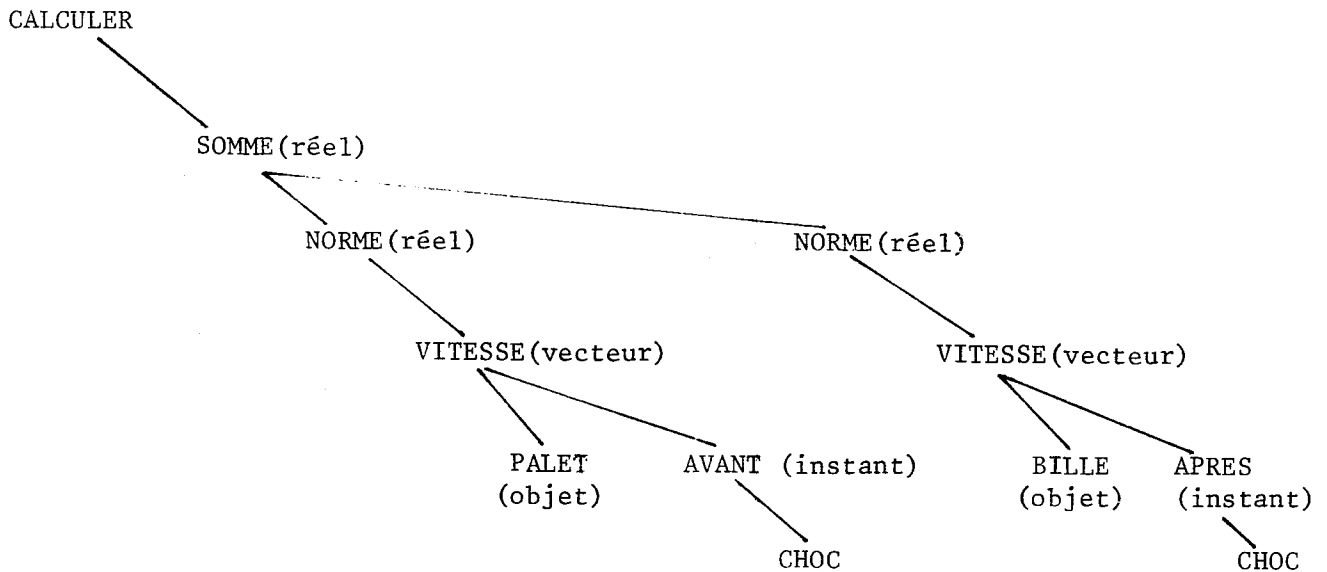 CALCULER
SOMME(réel)
NORME(réel) NORME(réel)
VITESSE(vecteur) VITESSE(vecteur)
PALET AVANT (instant) BILLE APRES
(objet) (objet) (instant)
CHOC CHOC